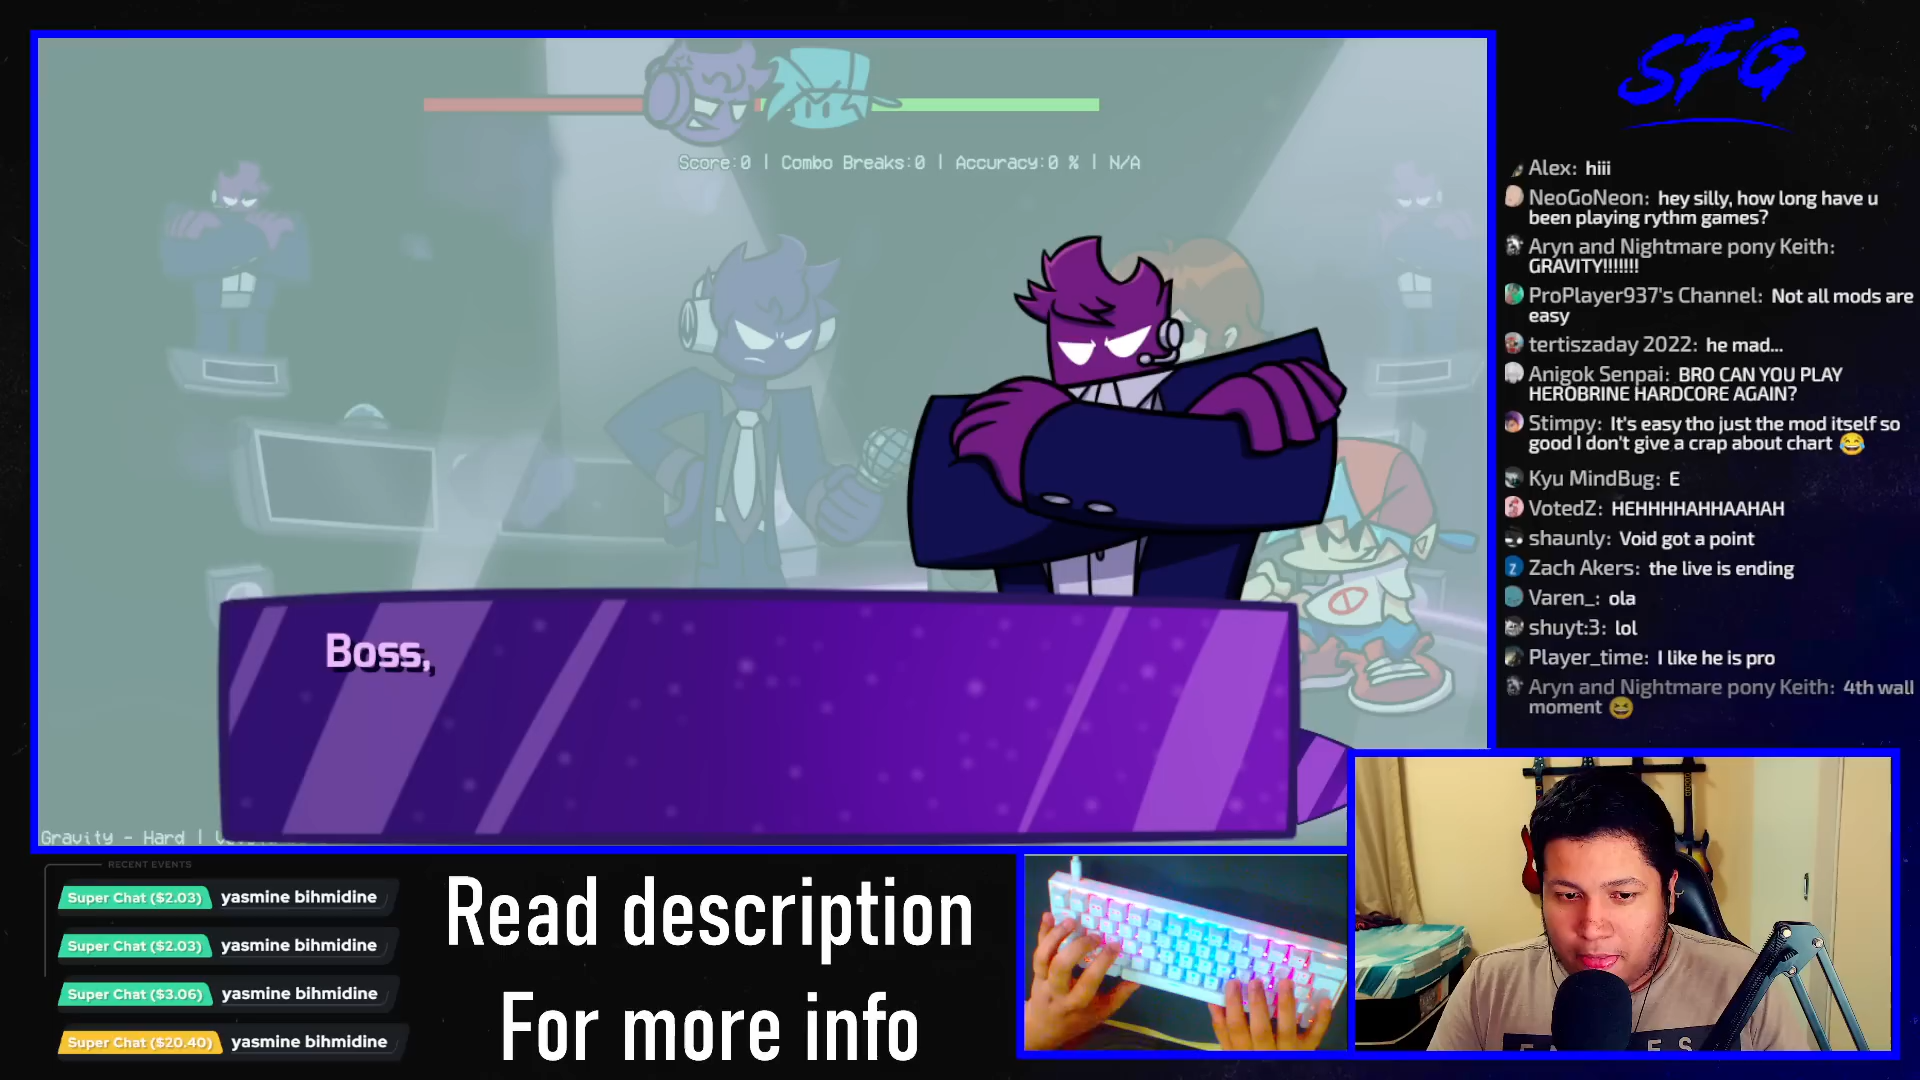 SFG
Score:0 | Combo Breaks:0 | Accuracy:0 % | N/A
Boss,
Gravity - Hard |
Alex: hiii
NeoGoNeon: hey silly, how long have u
been playing rythm games?
Aryn and Nightmare pony Keith:
GRAVITY!!!!!!!
ProPlayer937's Channel: Not all mods are
easy
tertiszaday 2022: he mad...
Anigok Senpai: BRO CAN YOU PLAY
HEROBRINE HARDCORE AGAIN?
Stimpy: It's easy tho just the mod itself so
good I don't give a crap about chart 😂
Kyu MindBug: E
VotedZ: HEHHHHAHHAAHAH
shaunly: Void got a point
Z Zach Akers: the live is ending
Varen_: ola
shuyt:3: lol
Player_time: I like he is pro
Aryn and Nightmare pony Keith: 4th wall
moment 😆
RECENT EVENTS
Super Chat ($2.03) yasmine bihmidine
Super Chat ($2.03) yasmine bihmidine
Super Chat ($3.06) yasmine bihmidine
Super Chat ($20.40) yasmine bihmidine
Read description
For more info